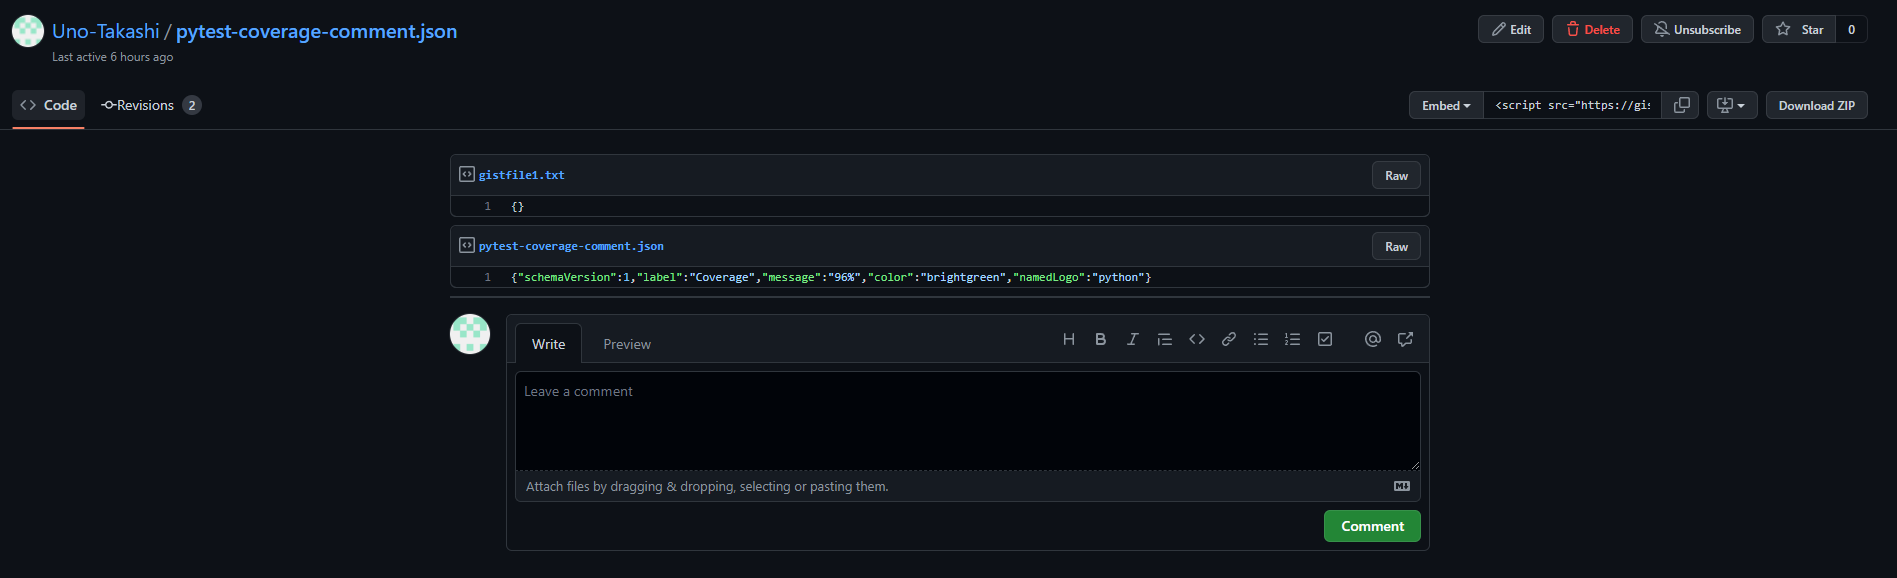 Uno-Takashi / pytest-coverage-comment.json
Last active 6 hours ago
Edit
Delete
Unsubscribe
Star
0
Code
Revisions 2
Embed
<script src="https://gis
Download ZIP
gistfile1.txt
Raw
1 {}
pytest-coverage-comment.json
Raw
1 {"schemaVersion":1,"label":"Coverage","message":"96%","color":"brightgreen","namedLogo":"python"}
Write
Preview
Leave a comment
Attach files by dragging & dropping, selecting or pasting them.
Comment